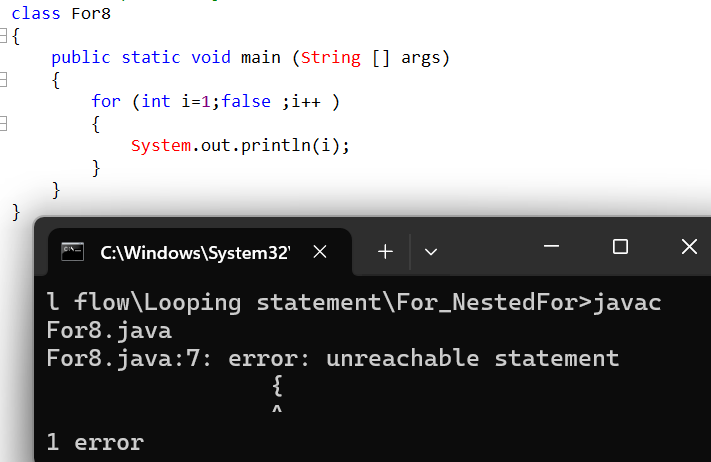 class For8
{
public static void main (String [] args)
{
for (int i=1;false ;i++ )
{
System.out.println(i);
}
}
}
C:\Windows\System32\
l flow\Looping statement\For_NestedFor>javac
For8.java
For8.java:7: error: unreachable statement
{
^
1 error